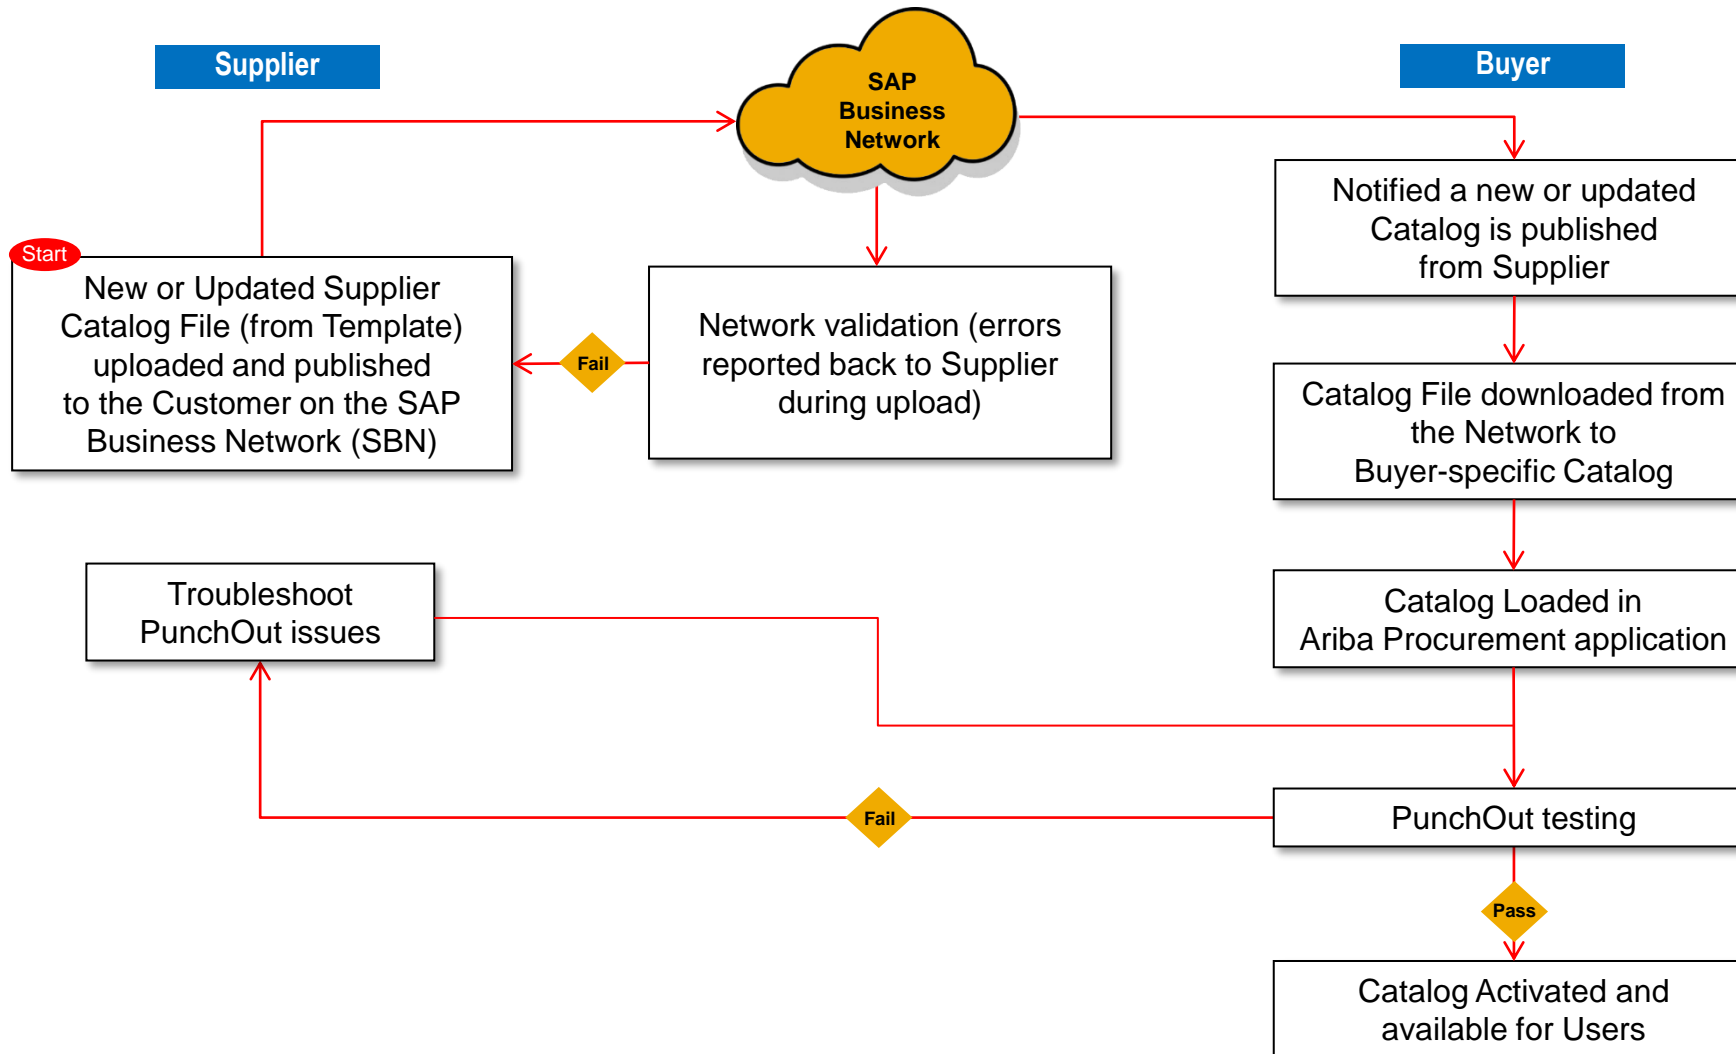 Supplier
SAP
Business
Network
Buyer
Start
New or Updated Supplier
Catalog File (from Template)
uploaded and published
to the Customer on the SAP
Business Network (SBN)
Fail
Network validation (errors
reported back to Supplier
during upload)
Notified a new or updated
Catalog is published
from Supplier
Catalog File downloaded from
the Network to
Buyer-specific Catalog
Troubleshoot
PunchOut issues
Catalog Loaded in
Ariba Procurement application
Fail
PunchOut testing
Pass
Catalog Activated and
available for Users